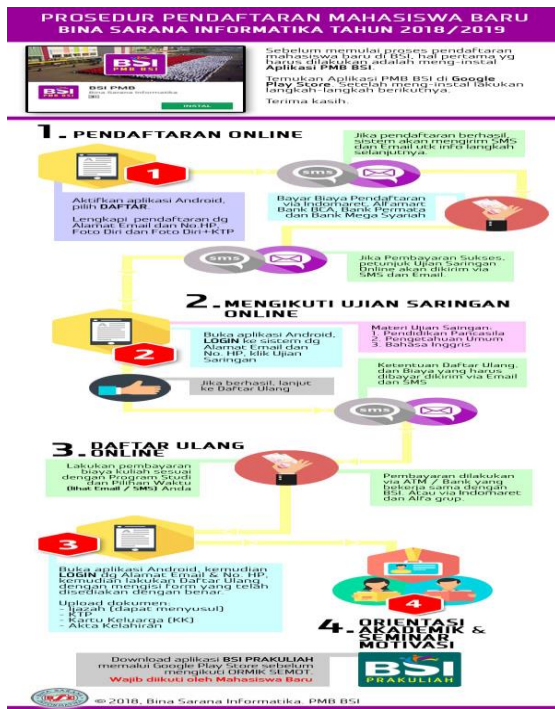 PROSEDUR PENDAFTARAN MAHASISWA BARU
BINA SARANA INFORMATIKA TAHUN 2018/2019
BSI
PMB BSI
BSI
BSI PMB
Bina Sarana Informatika
INSTAL
Sebelum memulai proses pendaftaran
mahasiswa baru di BSI, hal pertama yg
harus dilakukan adalah meng-instal
Aplikasi PMB BSI.
Temukan Aplikasi PMB BSI di Google
Play Store. Setelah meng-instal lakukan
langkah-langkah berikutnya.
Terima kasih.
1. PENDAFTARAN ONLINE
Jika pendaftaran berhasil,
sistem akan mengirim SMS
dan Email utk info langkah
selanjutnya.
1
sms
Aktifkan aplikasi Android,
pilih DAFTAR.
Lengkapi pendaftaran dg
Alamat Email dan No.HP,
Foto Diri dan Foto Diri+KTP
Bayar Biaya Pendaftaran
via Indomaret, Alfamart
Bank BCA, Bank Permata
dan Bank Mega Syariah
sms
Jika Pembayaran Sukses,
petunjuk Ujian Saringan
Online akan dikirim via
SMS dan Email.
2. MENGIKUTI UJIAN SARINGAN
ONLINE
2
Buka aplikasi Android,
LOGIN ke sistem dg
Alamat Email dan
No. HP, klik Ujian
Saringan
Materi Ujian Saingan:
1. Pendidikan Pancasila
2. Pengetahuan Umum
3. Bahasa Inggris
Jika berhasil, lanjut
ke Daftar Ulang
Ketentuan Daftar Ulang,
dan Biaya yang harus
dibayar dikirim via Email
dan SMS
sms
3. DAFTAR ULANG
ONLINE
Lakukan pembayaran
biaya kuliah sesuai
dengan Program Studi
dan Pilihan Waktu
(lihat Email / SMS) Anda
Pembayaran dilakukan
via ATM / Bank yang
bekerja sama dengan
BSI. Atau via Indomaret
dan Alfa grup.
3
Buka aplikasi Android, kemudian
LOGIN dg Alamat Email & No. HP,
kemudian lakukan Daftar Ulang
dengan mengisi form yang telah
disediakan dengan benar.
Upload dokumen:
- Ijazah (dapat menyusul)
- KTP
- Kartu Keluarga (KK)
- Akta Kelahiran
4
4. ORIENTASI
AKADEMIK &
SEMINAR
MOTIVASI
Download aplikasi BSI PRAKULIAH
memalui Google Play Store sebelum
mengikuti ORMIK SEMOT.
Wajib diikuti oleh Mahasiswa Baru
BSI
PRAKULIAH
© 2018, Bina Sarana Informatika. PMB BSI